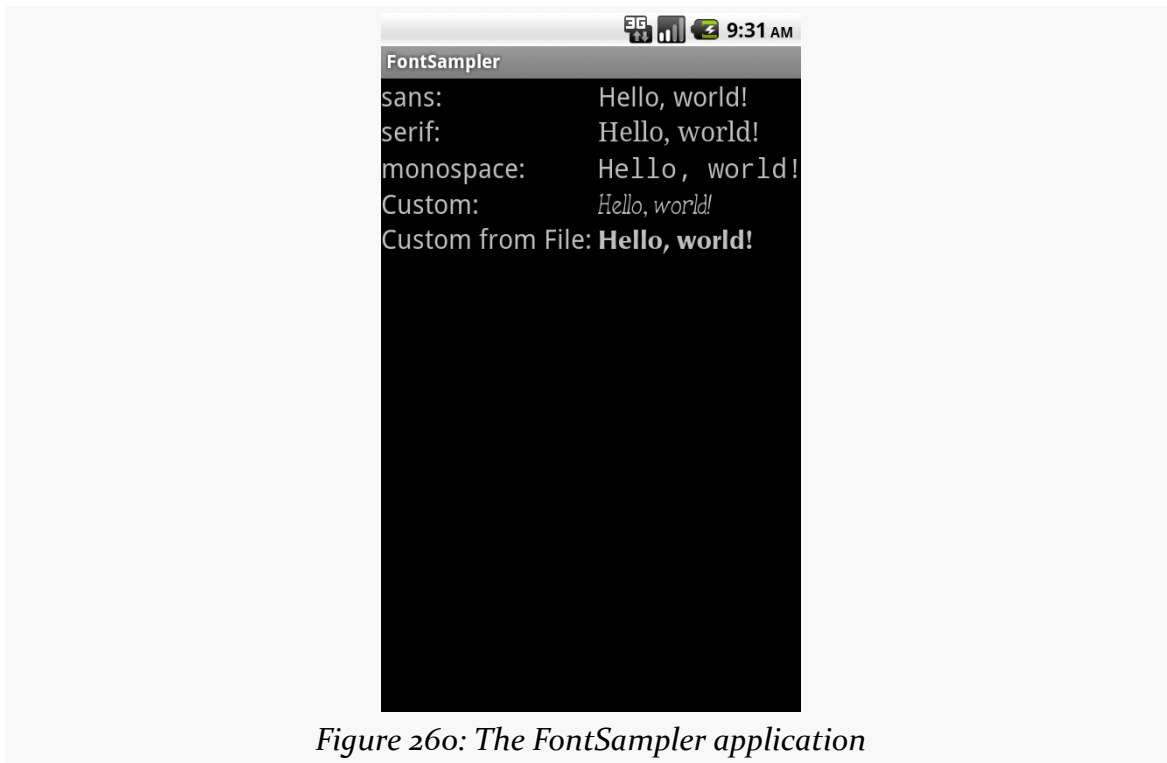 3G 9:31 AM
FontSampler
sans: Hello, world!
serif: Hello, world!
monospace: Hello, world!
Custom: Hello, world!
Custom from File: Hello, world!
Figure 260: The FontSampler application